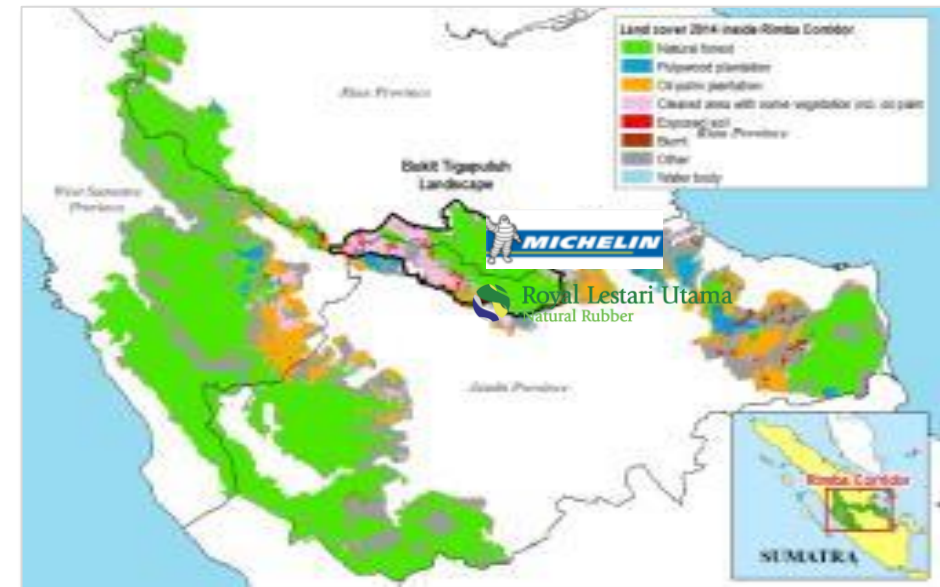 Land cover 2014 inside Rimba Corridor
Natural forest
Pulpwood plantation
Oil palm plantation
Cleared area with some vegetation incl. oil palm
Exposed soil
Burnt
Other
Water body
Riau Province
Riau Province
Bukit Tigapuluh
Landscape
West Sumatra
Province
MICHELIN
Royal Lestari Utama
Natural Rubber
Jambi Province
Rimba Corridor
SUMATRA